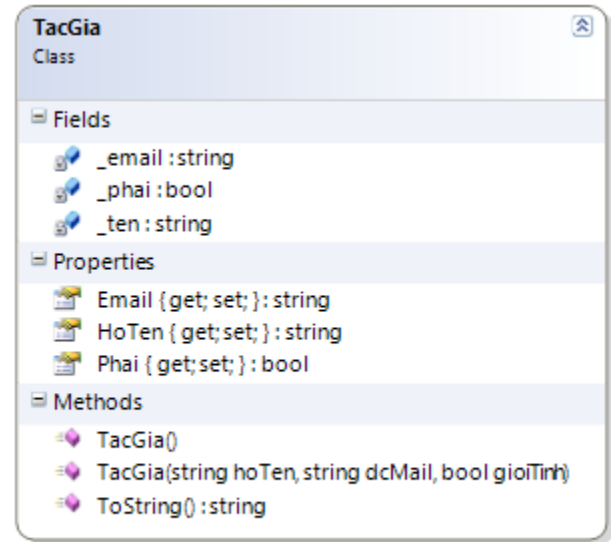 TacGia
Class
Fields
_email : string
_phai : bool
_ten : string
Properties
Email { get; set; } : string
HoTen { get; set; } : string
Phai { get; set; } : bool
Methods
TacGia()
TacGia(string hoTen, string dcMail, bool gioiTinh)
ToString() : string